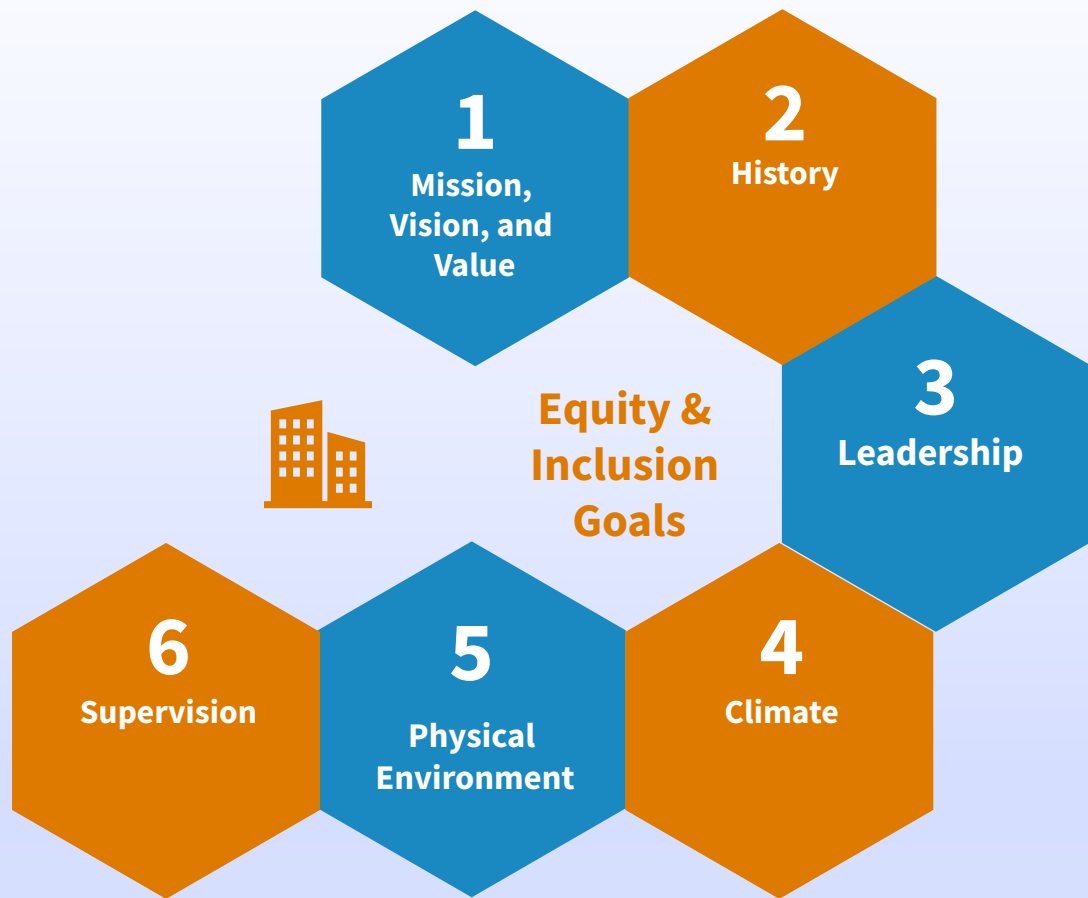 1
Mission,
Vision, and
Value
2
History
3
Leadership
Equity &
Inclusion
Goals
4
Climate
5
Physical
Environment
6
Supervision